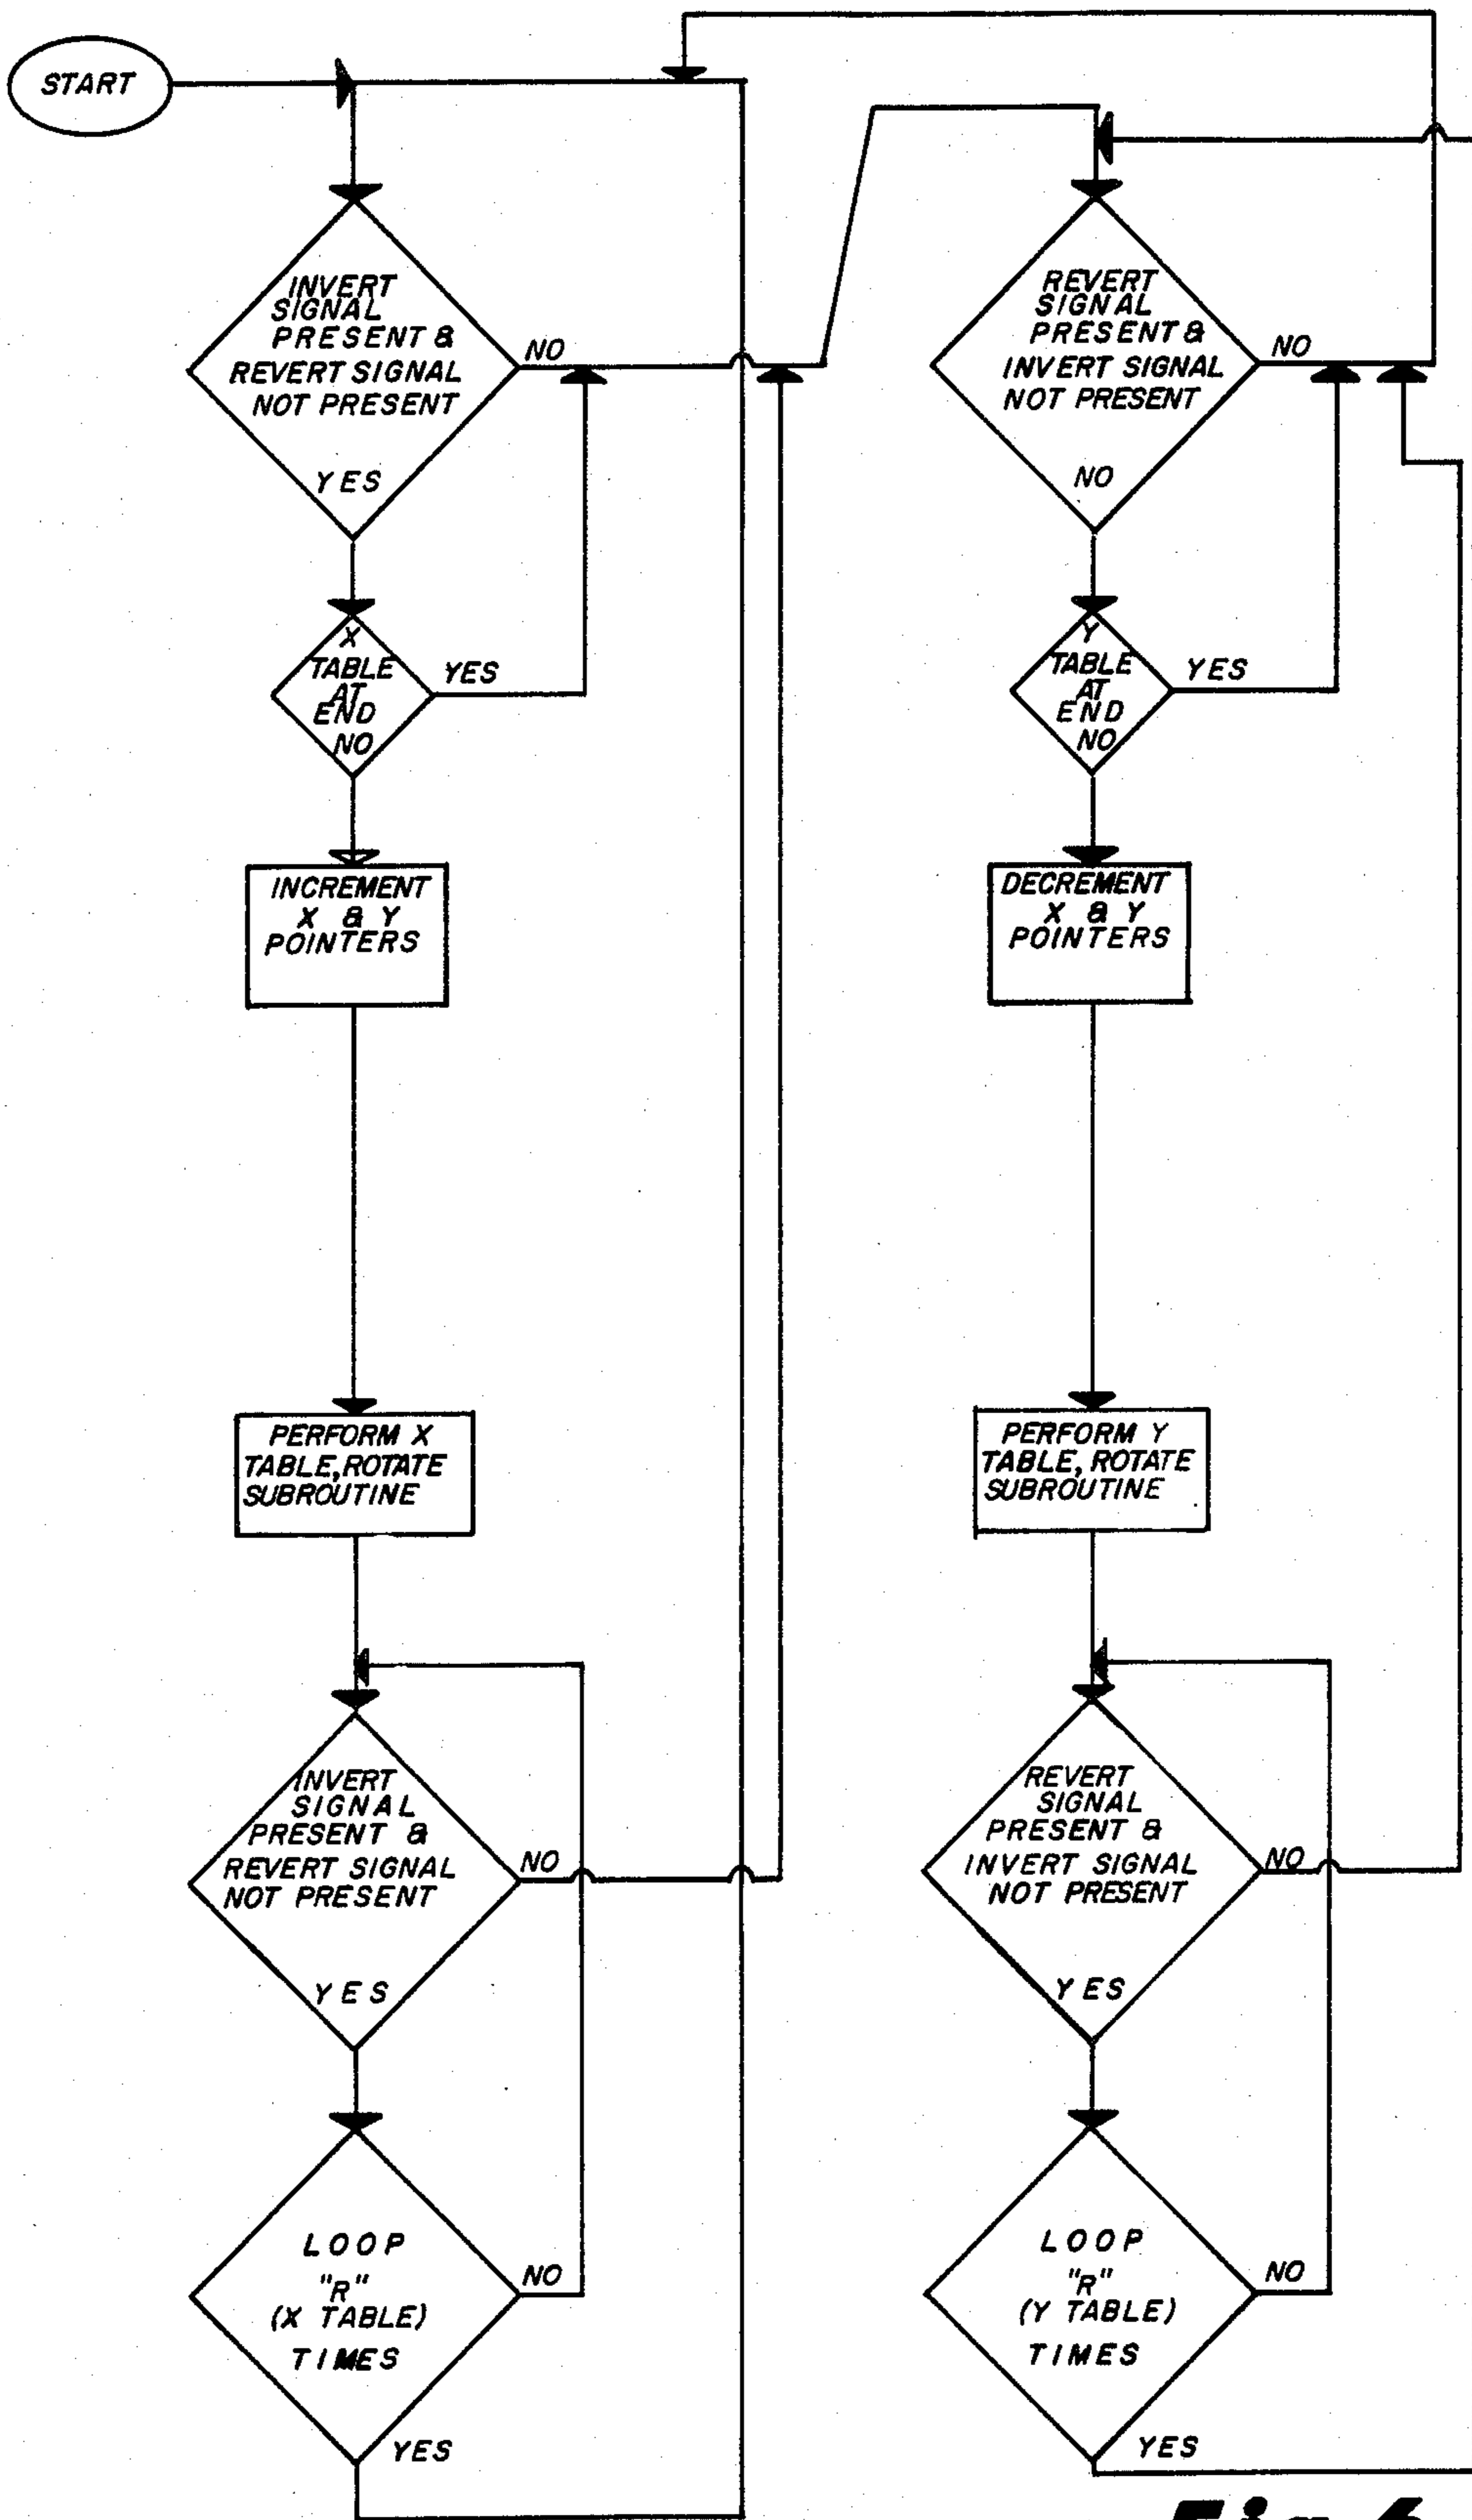 START
INVERT
SIGNAL
PRESENT &
REVERT SIGNAL
NOT PRESENT
YES
NO
X
TABLE
AT
END
NO
YES
INCREMENT
X & Y
POINTERS
PERFORM X
TABLE, ROTATE
SUBROUTINE
INVERT
SIGNAL
PRESENT &
REVERT SIGNAL
NOT PRESENT
YES
NO
LOOP
"R"
(X TABLE)
TIMES
NO
YES
REVERT
SIGNAL
PRESENT &
INVERT SIGNAL
NOT PRESENT
NO
NO
Y
TABLE
AT
END
NO
YES
DECREMENT
X & Y
POINTERS
PERFORM Y
TABLE, ROTATE
SUBROUTINE
REVERT
SIGNAL
PRESENT &
INVERT SIGNAL
NOT PRESENT
YES
NO
LOOP
"R"
(Y TABLE)
TIMES
NO
YES